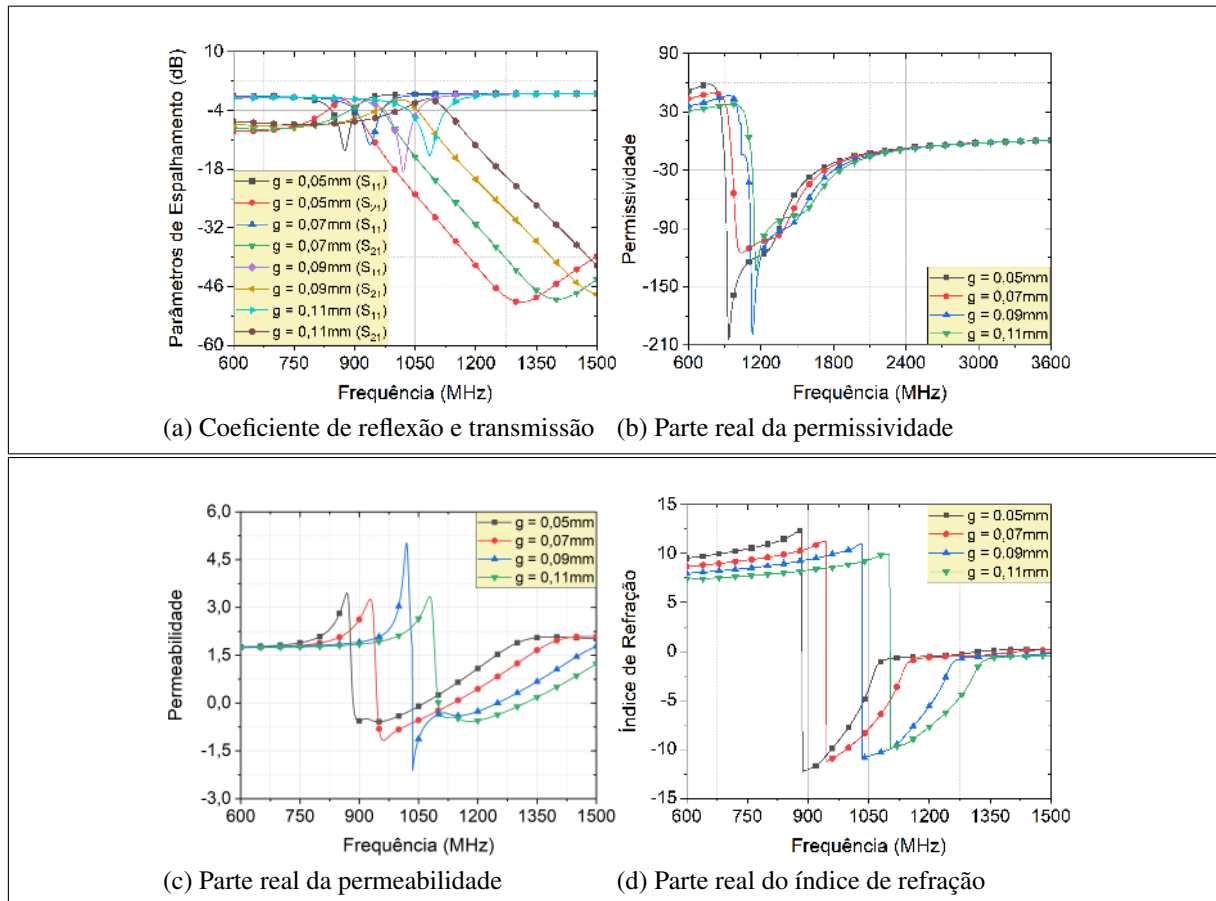 10
-4
-18
-32
-46
-60
Parâmetros de Espalhamento (dB)
g = 0,05mm (S11)
g = 0,05mm (S21)
g = 0,07mm (S11)
g = 0,07mm (S21)
g = 0,09mm (S11)
g = 0,09mm (S21)
g = 0,11mm (S11)
g = 0,11mm (S21)
600 750 900 1050 1200 1350 1500
Frequência (MHz)
(a) Coeficiente de reflexão e transmissão
90
30
-30
-90
-150
-210
Permissividade
g = 0.05mm
g = 0,07mm
g = 0.09mm
g = 0,11mm
600 1200 1800 2400 3000 3600
Frequência (MHz)
(b) Parte real da permissividade
6,0
4,5
3,0
1,5
0,0
-1,5
-3,0
Permeabilidade
g = 0,05mm
g = 0,07mm
g = 0,09mm
g = 0,11mm
600 750 900 1050 1200 1350 1500
Frequência (MHz)
(c) Parte real da permeabilidade
15
10
5
0
-5
-10
-15
Índice de Refração
g = 0.05mm
g = 0,07mm
g = 0,09mm
g = 0,11mm
600 750 900 1050 1200 1350 1500
Frequência (MHz)
(d) Parte real do índice de refração